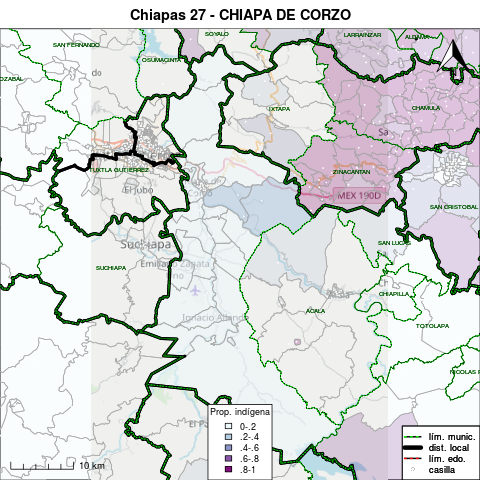 Chiapas 27 - CHIAPA DE CORZO
SOYALO
LARRAINZAR
ALDAMA
SAN FERNANDO
OSUMACINTA
OZABAL
do
IXTAPA
CHAMULA
Sa
TUXTLA GUTIERREZ
ZINACANTAN
El Jobo
MEX 190D
SAN CRISTOBAL
Suchiapa
SAN LUCAS
Emiliano Zapata
SUCHIAPA
Acala
CHIAPILLA
ACALA
Ignacio Allende
TOTOLAPA
NICOLAS
Prop. indígena
0-.2
.2-.4
.4-.6
.6-.8
.8-1
El Pa
lím. munic.
dist. local
lím. edo.
casilla
10 km